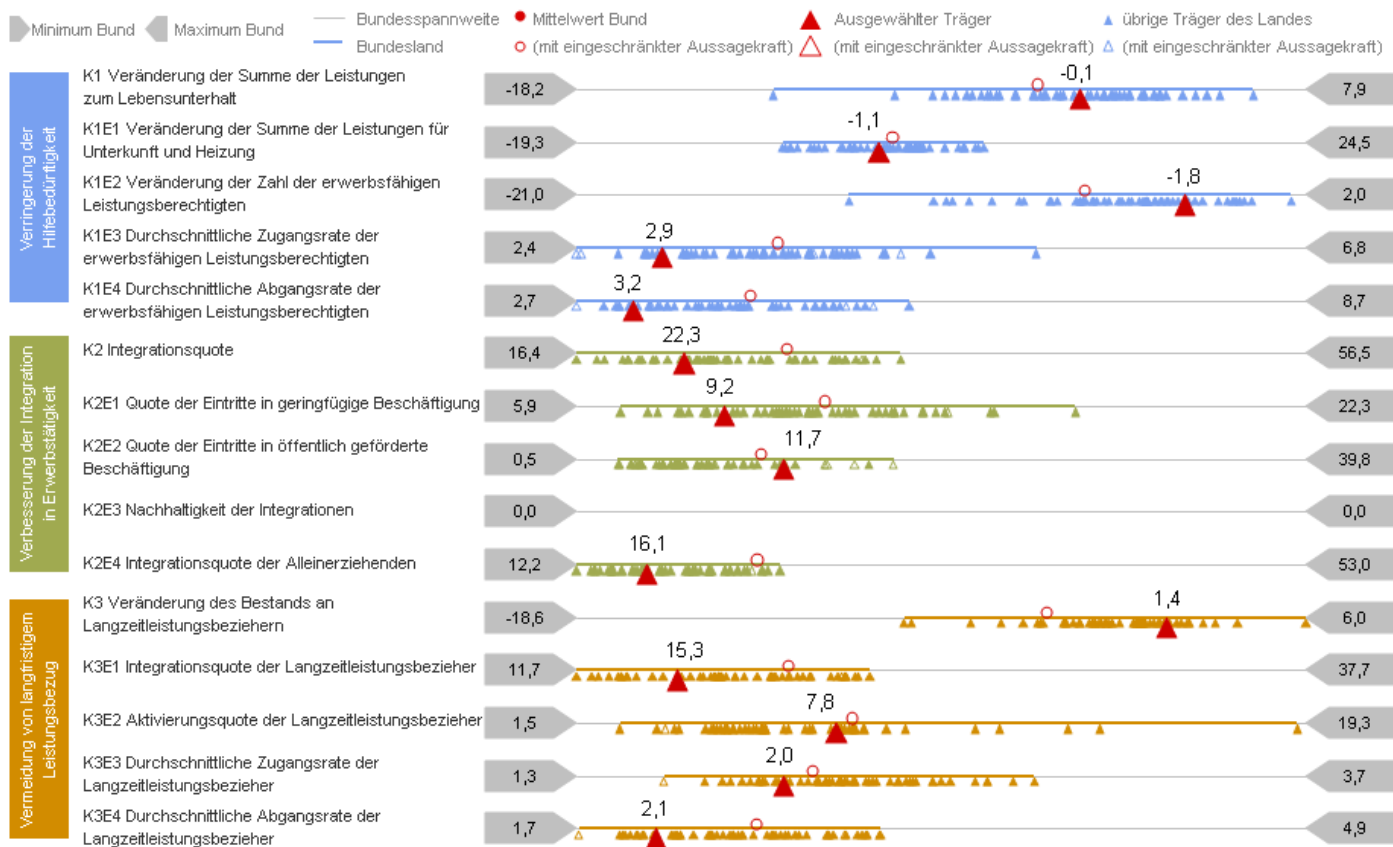 Minimum Bund
Maximum Bund
Bundesspannweite
Mittelwert Bund
Ausgewählter Träger
übrige Träger des Landes
Bundesland
(mit eingeschränkter Aussagekraft)
(mit eingeschränkter Aussagekraft)
(mit eingeschränkter Aussagekraft)
Verringerung der
Hilfebedürftigkeit
K1 Veränderung der Summe der Leistungen
zum Lebensunterhalt
-18,2
-0,1
7,9
K1E1 Veränderung der Summe der Leistungen für
Unterkunft und Heizung
-19,3
-1,1
24,5
K1E2 Veränderung der Zahl der erwerbsfähigen
Leistungsberechtigten
-21,0
-1,8
2,0
K1E3 Durchschnittliche Zugangsrate der
erwerbsfähigen Leistungsberechtigten
2,4
2,9
6,8
K1E4 Durchschnittliche Abgangsrate der
erwerbsfähigen Leistungsberechtigten
2,7
3,2
8,7
Verbesserung der Integration
in Erwerbstätigkeit
K2 Integrationsquote
16,4
22,3
56,5
K2E1 Quote der Eintritte in geringfügige Beschäftigung
5,9
9,2
22,3
K2E2 Quote der Eintritte in öffentlich geförderte
Beschäftigung
0,5
11,7
39,8
K2E3 Nachhaltigkeit der Integrationen
0,0
0,0
K2E4 Integrationsquote der Alleinerziehenden
12,2
16,1
53,0
Vermeidung von langfristigem
Leistungsbezug
K3 Veränderung des Bestands an
Langzeitleistungsbeziehern
-18,6
1,4
6,0
K3E1 Integrationsquote der Langzeitleistungsbezieher
11,7
15,3
37,7
K3E2 Aktivierungsquote der Langzeitleistungsbezieher
1,5
7,8
19,3
K3E3 Durchschnittliche Zugangsrate der
Langzeitleistungsbezieher
1,3
2,0
3,7
K3E4 Durchschnittliche Abgangsrate der
Langzeitleistungsbezieher
1,7
2,1
4,9